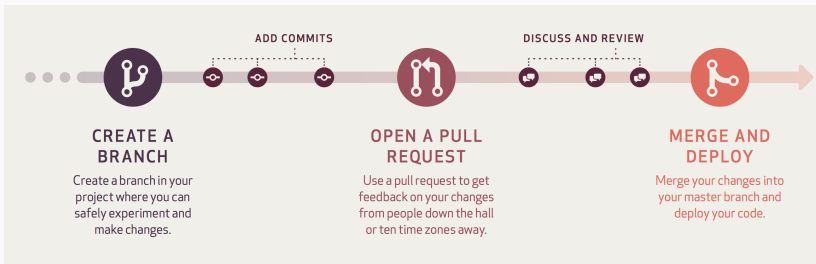 ADD COMMITS
DISCUSS AND REVIEW
CREATE A
BRANCH
Create a branch in your
project where you can
safely experiment and
make changes.
OPEN A PULL
REQUEST
Use a pull request to get
feedback on your changes
from people down the hall
or ten time zones away.
MERGE AND
DEPLOY
Merge your changes into
your master branch and
deploy your code.